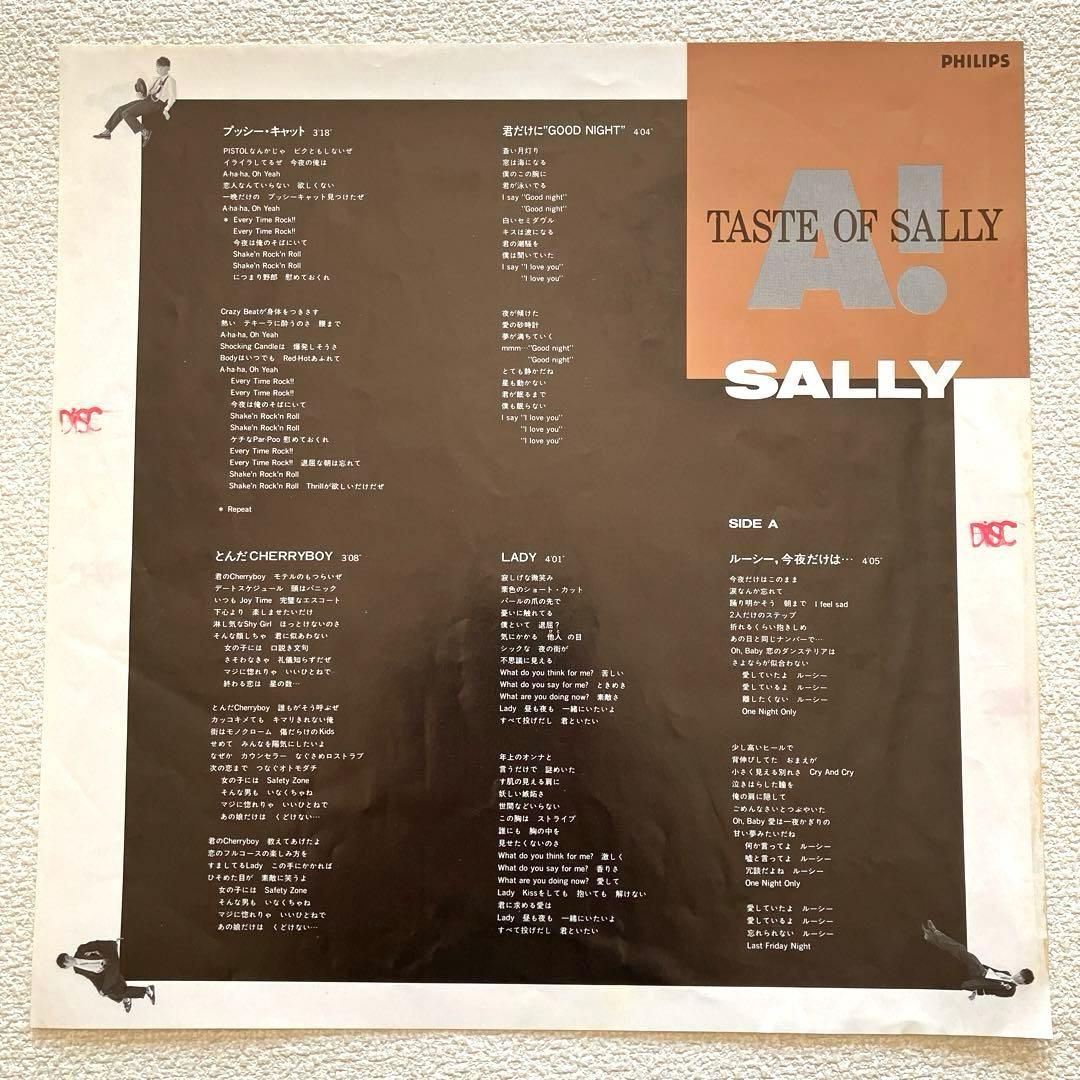 PHILIPS
A!
TASTE OF SALLY
SALLY
プッシー・キャット 3'18"
PISTOLなんかじゃ ビクともしないぜ
イライラしてるぜ 今夜の俺は
A-ha-ha, Oh Yeah
恋人なんていらない 欲しくない
一晩だけの プッシーキャット見つけたぜ
A-ha-ha, Oh Yeah
* Every Time Rock!!
Every Time Rock!!
今夜は俺のそばにいて
Shake'n Rock'n Roll
Shake'n Rock'n Roll
につまり野郎 慰めておくれ
Crazy Beatが身体をつきさす
熱い テキーラに酔うのさ 腰まで
A-ha-ha, Oh Yeah
Shocking Candleは 爆発しそうさ
Bodyはいつでも Red-Hotあふれて
A-ha-ha, Oh Yeah
Every Time Rock!!
Every Time Rock!!
今夜は俺のそばにいて
Shake'n Rock'n Roll
Shake'n Rock'n Roll
ケチなPar-Poo 慰めておくれ
Every Time Rock!!
Every Time Rock!! 退屈な朝は忘れて
Shake'n Rock'n Roll
Shake'n Rock'n Roll Thrillが欲しいだけだぜ
* Repeat
君だけに"GOOD NIGHT" 4'04"
蒼い月灯り
窓は海になる
僕のこの腕に
君が泳いでる
I say "Good night"
"Good night"
白いセミダヴル
キスは波になる
君の潮騒を
僕は聞いていた
I say "I love you"
"I love you"
夜が傾けた
愛の砂時計
夢が満ちていく
mmm…"Good night"
"Good night"
とても静かだね
星も動かない
君が眠るまで
僕も眠らない
I say "I love you"
"I love you"
"I love you"
DISC
DISC
とんだCHERRYBOY 3'08"
君のCherryboy モテルのもつらいぜ
デートスケジュール 頭はパニック
いつも Joy Time 完璧なエスコート
下心より 楽しませたいだけ
淋し気なShy Girl ほっとけないのさ
そんな顔しちゃ 君に似あわない
女の子には 口説き文句
さそわなきゃ 礼儀知らずだぜ
マジに惚れりゃ いいひとねで
終わる恋は 星の数…
とんだCherryboy 誰もがそう呼ぶぜ
カッコキメても キマリきれない俺
街はモノクローム 傷だらけのKids
せめて みんなを陽気にしたいよ
なぜか カウンセラー なぐさめロストラブ
次の恋まで つなぐオトモダチ
女の子には Safety Zone
そんな男も いなくちゃね
マジに惚れりゃ いいひとねで
あの娘だけは くどけない…
君のCherryboy 教えてあげたよ
恋のフルコースの楽しみ方を
すましてるLady この手にかかれば
ひそめた目が 素敵に笑うよ
女の子には Safety Zone
そんな男も いなくちゃね
マジに惚れりゃ いいひとねで
あの娘だけは くどけない…
LADY 4'01"
寂しげな微笑み
栗色のショート・カット
パールの爪の先で
憂いに触れてる
僕といて 退屈?
気にかかる 他人の目
シックな 夜の街が
不思議に見える
What do you think for me? 苦しい
What do you say for me? ときめき
What are you doing now? 素敵さ
Lady 昼も夜も 一緒にいたいよ
すべて投げだし 君といたい
年上のオンナと
言うだけで 謎めいた
す肌の見える肩に
妖しい嫉妬さ
世間などいらない
この胸は ストライプ
誰にも 胸の中を
見せたくないのさ
What do you think for me? 激しく
What do you say for me? 香りさ
What are you doing now? 愛して
Lady Kissをしても 抱いても 解けない
君に求める愛は
Lady 昼も夜も 一緒にいたいよ
すべて投げだし 君といたい
SIDE A
ルーシー,今夜だけは… 4'05"
今夜だけはこのまま
涙なんか忘れて
踊り明かそう 朝まで I feel sad
2人だけのステップ
折れるくらい抱きしめ
あの日と同じナンバーで…
Oh, Baby 恋のダンステリアは
さよならが似合わない
愛していたよ ルーシー
愛しているよ ルーシー
離したくない ルーシー
One Night Only
少し高いヒールで
背伸びしてた おまえが
小さく見える別れさ Cry And Cry
泣きはらした瞳を
俺の肩に隠して
ごめんなさいとつぶやいた
Oh, Baby 愛は一夜かぎりの
甘い夢みたいだね
何か言ってよ ルーシー
嘘と言ってよ ルーシー
冗談だよね ルーシー
One Night Only
愛していたよ ルーシー
愛しているよ ルーシー
忘れられない ルーシー
Last Friday Night